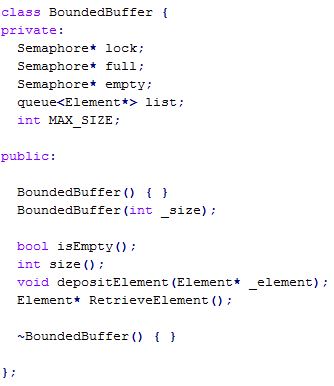 class BoundedBuffer {
private:
  Semaphore* lock;
  Semaphore* full;
  Semaphore* empty;
  queue<Element*> list;
  int MAX_SIZE;

public:

  BoundedBuffer() { }
  BoundedBuffer(int _size);

  bool isEmpty();
  int size();
  void depositElement(Element* _element);
  Element* RetrieveElement();

  ~BoundedBuffer() { }

};